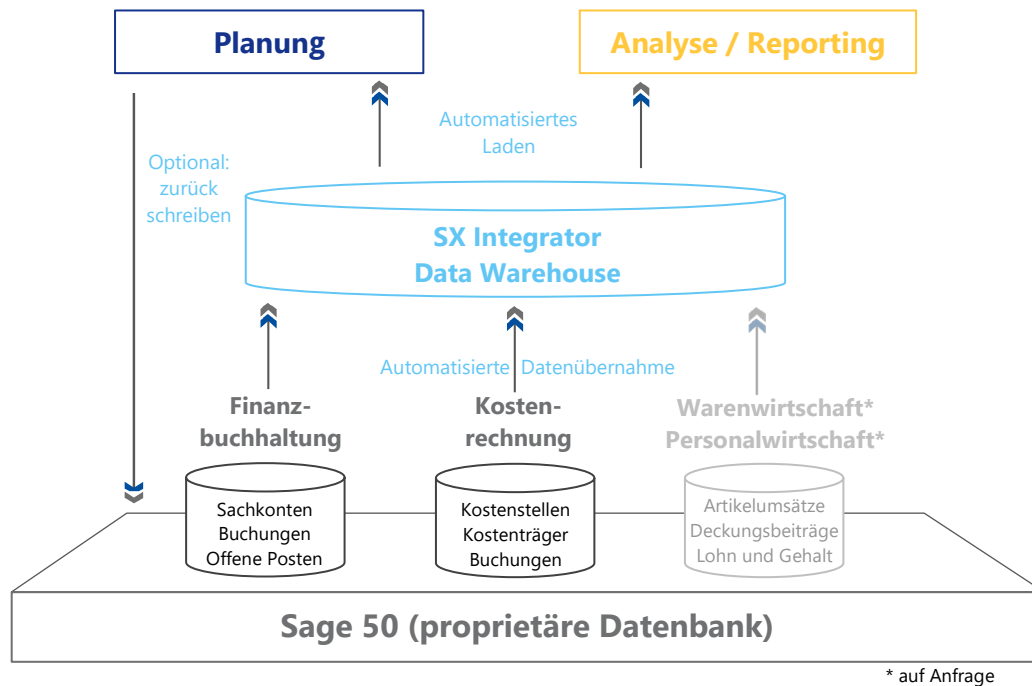 Planung
Analyse / Reporting
Automatisiertes
Laden
Optional:
zurück
schreiben
SX Integrator
Data Warehouse
Automatisierte Datenübernahme
Finanz-
buchhaltung
Kosten-
rechnung
Warenwirtschaft*
Personalwirtschaft*
Sachkonten
Buchungen
Offene Posten
Kostenstellen
Kostenträger
Buchungen
Artikelumsätze
Deckungsbeiträge
Lohn und Gehalt
Sage 50 (proprietäre Datenbank)
* auf Anfrage